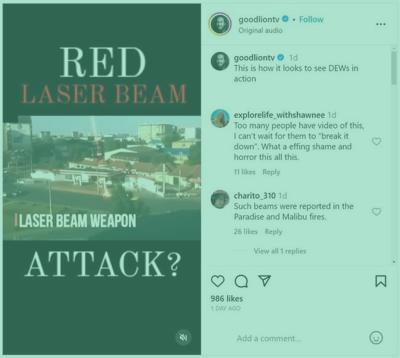 RED
LASER BEAM
LASER BEAM WEAPON
ATTACK?
goodliontv • Follow
Original audio
goodliontv 1d
This is how it looks to see DEWs in
action
explorelife_withshawnee 1d
Too many people have video of this,
I can't wait for them to "break it
down". What a effing shame and
horror this all this.
11 likes Reply
charito_310 1d
Such beams were reported in the
Paradise and Malibu fires.
26 likes Reply
View all 1 replies
986 likes
1 DAY AGO
Add a comment...